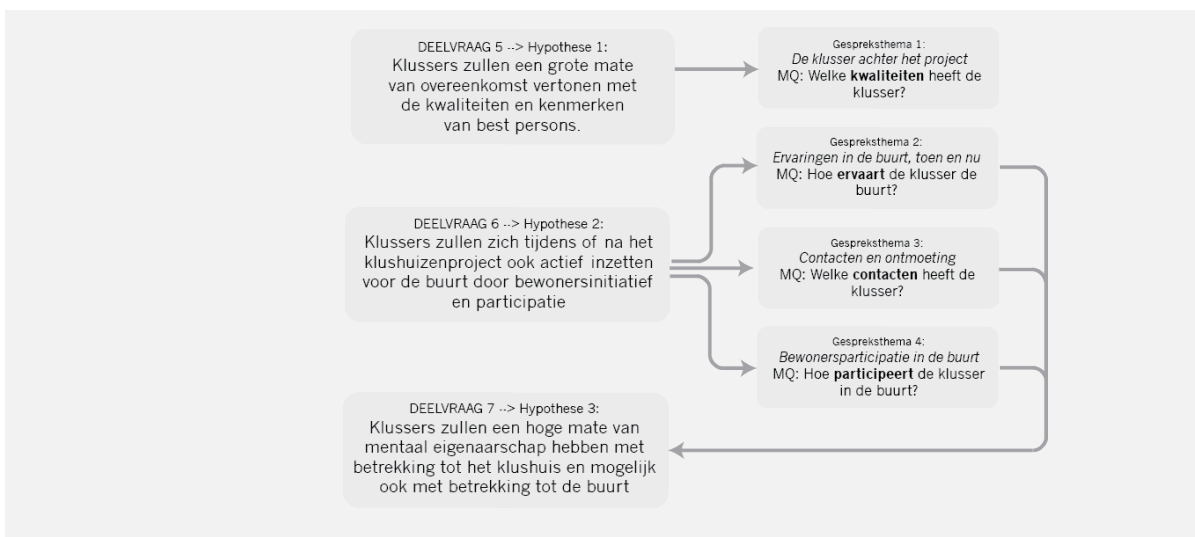 DEELVRAAG 5 --> Hypothese 1:
Klussers zullen een grote mate
van overeenkomst vertonen met
de kwaliteiten en kenmerken
van best persons.
Gespreksthema 1:
De klusser achter het project
MQ: Welke kwaliteiten heeft de
klusser?
Gespreksthema 2:
Ervaringen in de buurt, toen en nu
MQ: Hoe ervaart de klusser de
buurt?
DEELVRAAG 6 --> Hypothese 2:
Klussers zullen zich tijdens of na het
klushuizenproject ook actief inzetten
voor de buurt door bewonersinitiatief
en participatie
Gespreksthema 3:
Contacten en ontmoeting
MQ: Welke contacten heeft de
klusser?
Gespreksthema 4:
Bewonersparticipatie in de buurt
MQ: Hoe participeert de klusser
in de buurt?
DEELVRAAG 7 --> Hypothese 3:
Klussers zullen een hoge mate van
mentaal eigenaarschap hebben met
betrekking tot het klushuis en mogelijk
ook met betrekking tot de buurt